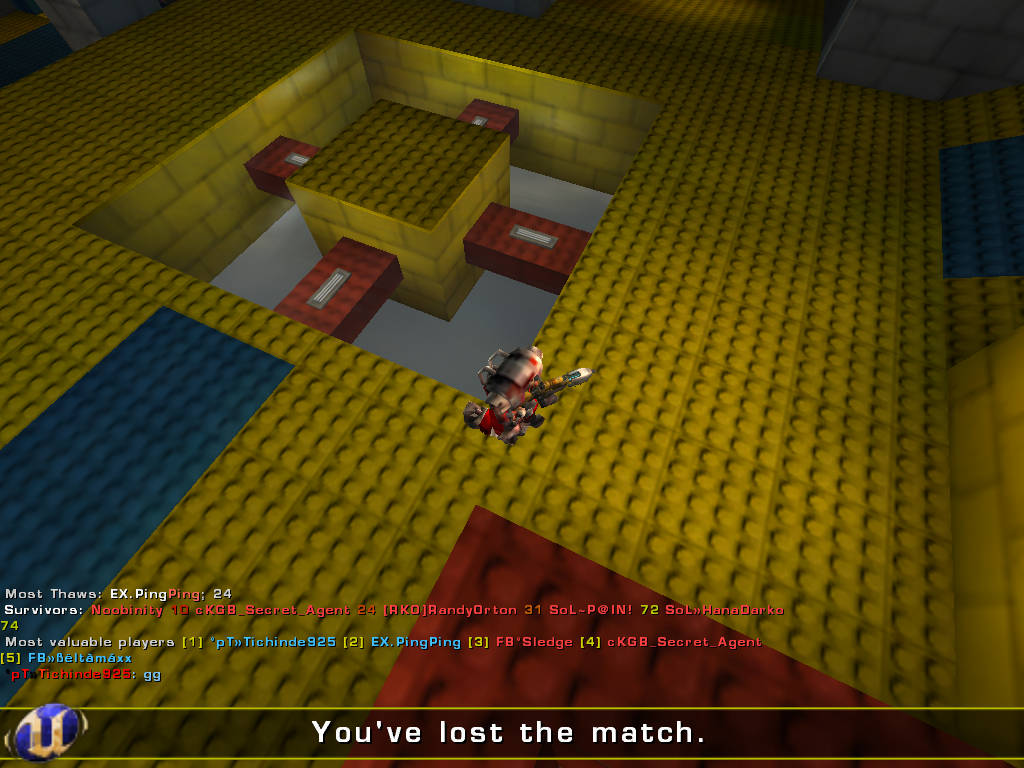 Most Thaws: EX.PingPing; 24
Survivors: Noobinity 10 cKGB_Secret_Agent 24 [RKO]RandyOrton 31 SoL~P@IN! 72 SoL»HanaDarko
74
Most valuable players [1] °pT»Tichinde925 [2] EX.PingPing [3] FB°Sledge [4] cKGB_Secret_Agent
[5] FB»ßëltåmåxx
°pT»Tichinde925: gg
You've lost the match.